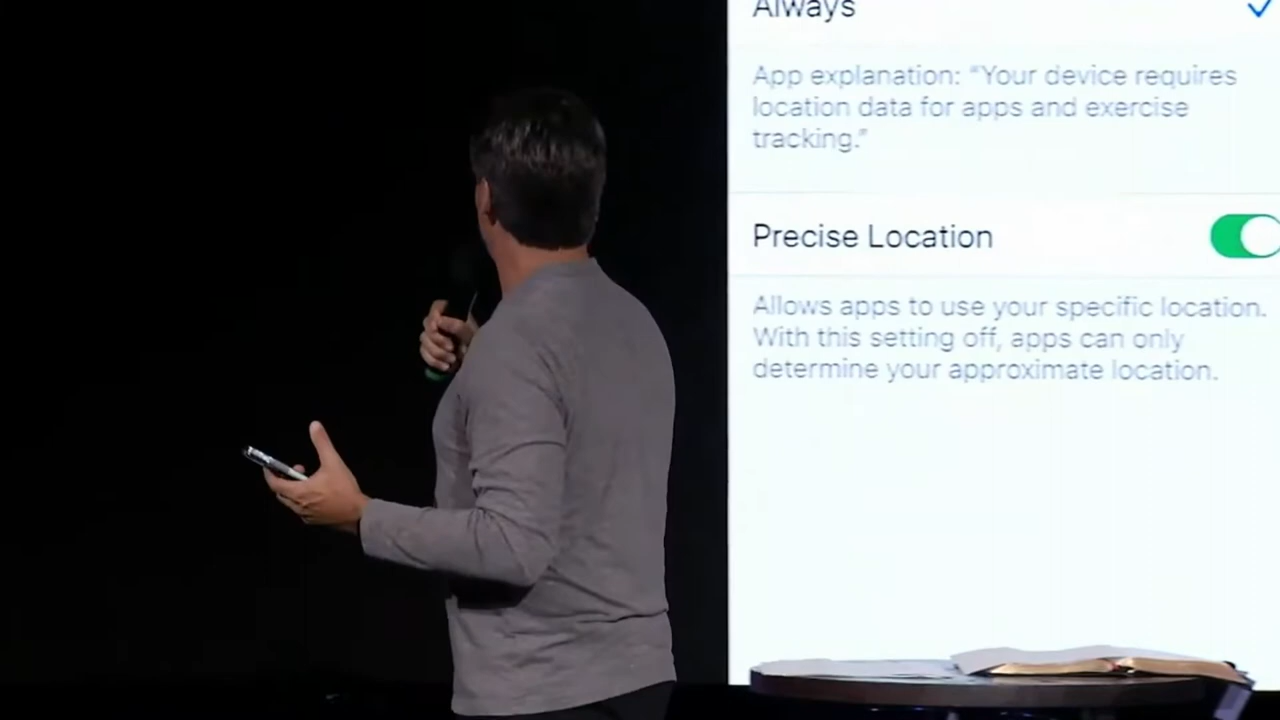 Always
App explanation: “Your device requires
location data for apps and exercise
tracking.”
Precise Location
Allows apps to use your specific location.
With this setting off, apps can only
determine your approximate location.